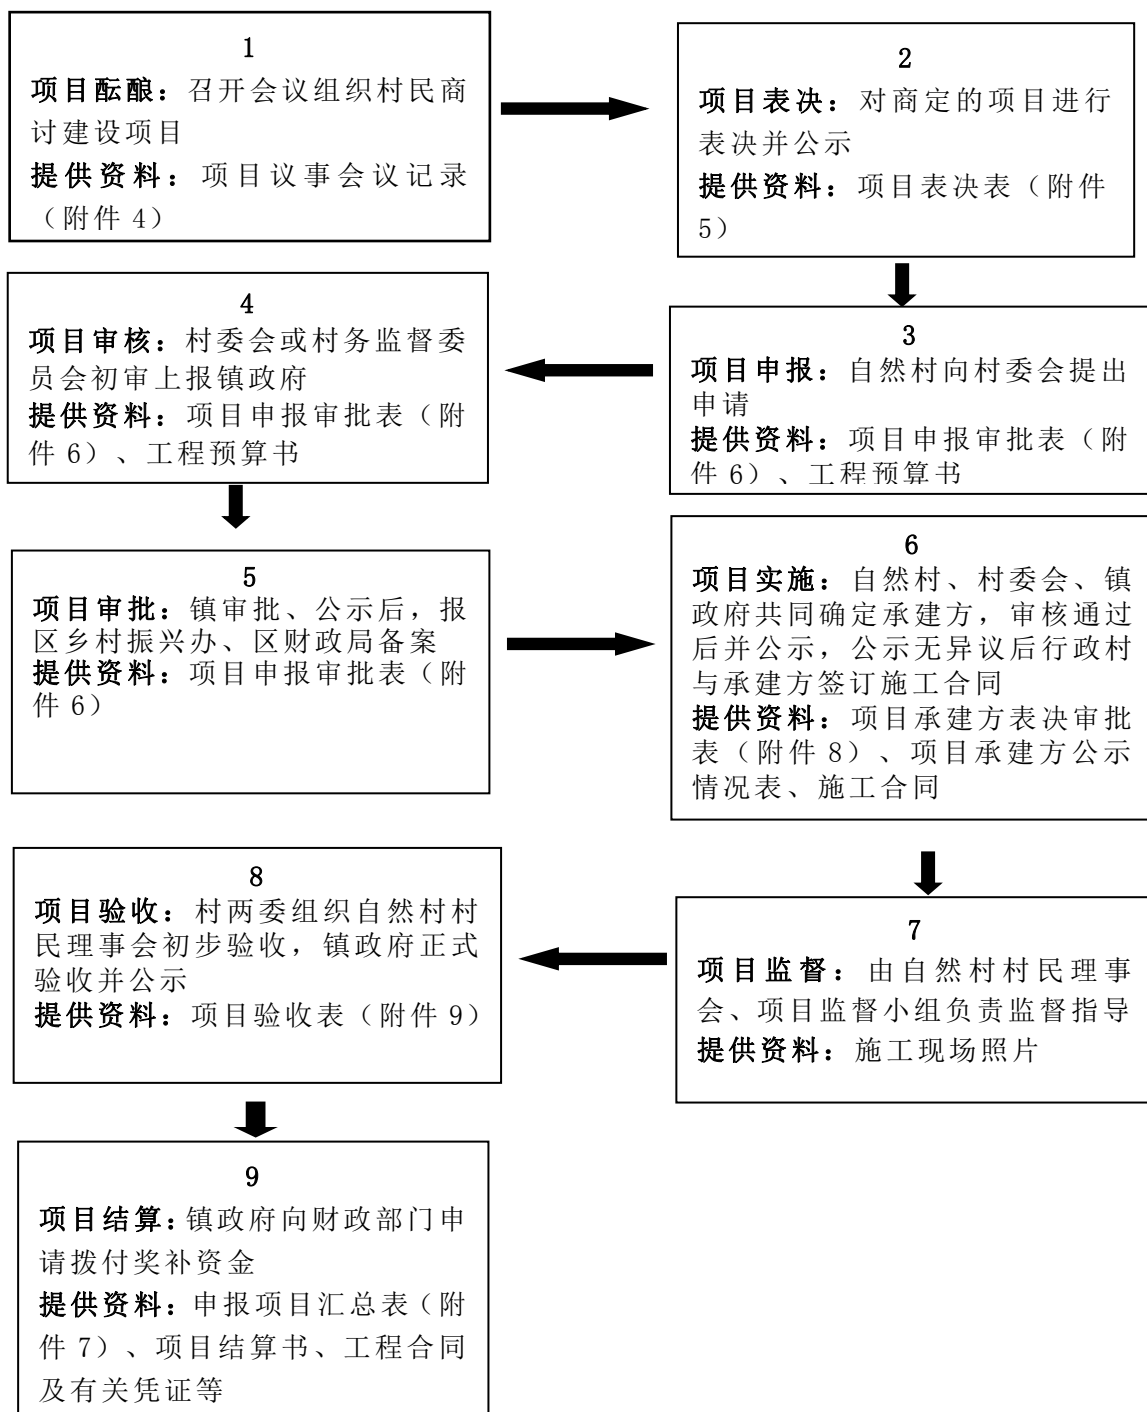 1
项目酝酿：召开会议组织村民商
讨建设项目
提供资料：项目议事会议记录
（附件 4）
2
项目表决：对商定的项目进行
表决并公示
提供资料：项目表决表（附件
5）
3
项目申报：自然村向村委会提出
申请
提供资料：项目申报审批表（附
件 6）、工程预算书
4
项目审核：村委会或村务监督委
员会初审上报镇政府
提供资料：项目申报审批表（附
件 6）、工程预算书
5
项目审批：镇审批、公示后，报
区乡村振兴办、区财政局备案
提供资料：项目申报审批表（附
件 6）
6
项目实施：自然村、村委会、镇
政府共同确定承建方，审核通过
后并公示，公示无异议后行政村
与承建方签订施工合同
提供资料：项目承建方表决审批
表（附件 8）、项目承建方公示
情况表、施工合同
7
项目监督：由自然村村民理事
会、项目监督小组负责监督指导
提供资料：施工现场照片
8
项目验收：村两委组织自然村村
民理事会初步验收，镇政府正式
验收并公示
提供资料：项目验收表（附件 9）
9
项目结算：镇政府向财政部门申
请拨付奖补资金
提供资料：申报项目汇总表（附
件 7）、项目结算书、工程合同
及有关凭证等